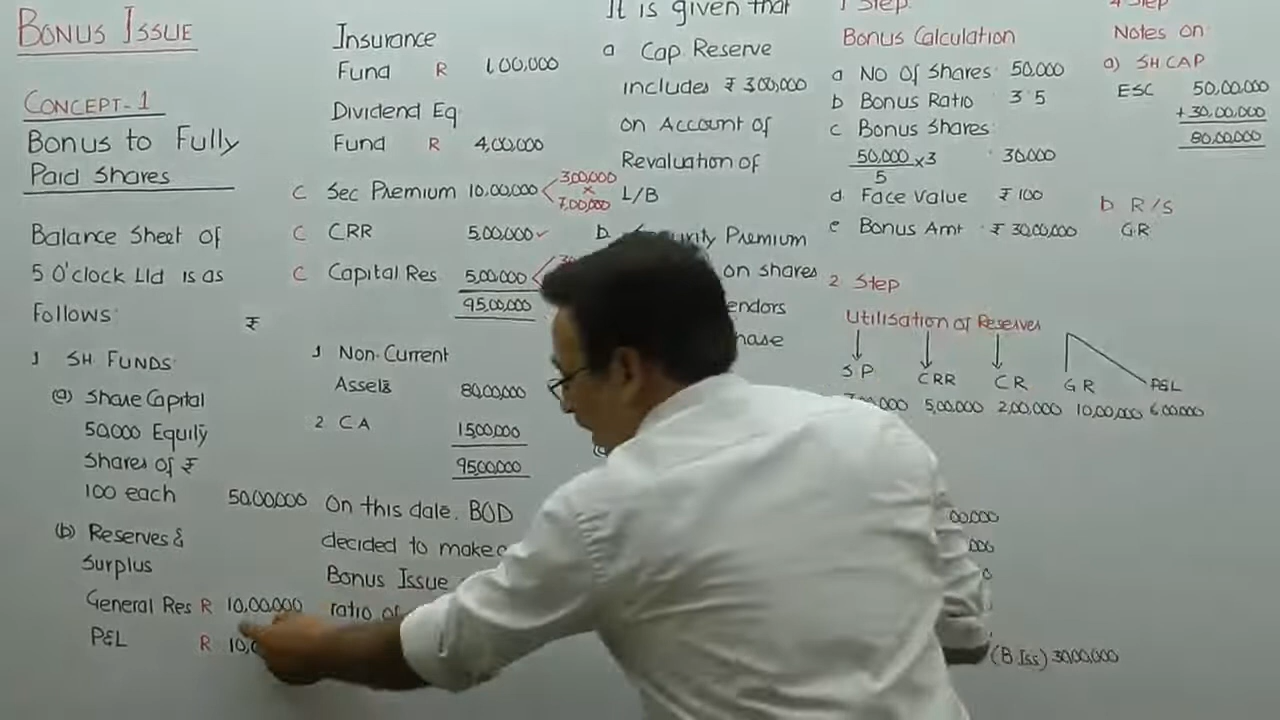 BONUS ISSUE
CONCEPT-1
Bonus to Fully
Paid Shares
Balance Sheet of
5 O'clock Ltd is as
Follows:
₹
1 SH. FUNDS:
(a) Share Capital
50,000 Equity
Shares of ₹
100 each 50,00,000
(b) Reserves &
Surplus
General Res R 10,00,000
P&L R
Insurance
Fund R 1,00,000
Dividend Eq
Fund R 4,00,000
C Sec Premium 10,00,000 3,00,000
x
7,00,000
C CRR 5,00,000 ✓
C Capital Res 5,00,000
95,00,000
1 Non-Current
Assets 80,00,000
2 CA 15,00,000
95,00,000
On this date, BOD
decided to make
Bonus Issue
ratio of
It is given that
a Cap Reserve
includes ₹ 3,00,000
on Account of
Revaluation of
L/B
b Premium
on shares
1 Step
Bonus Calculation
a No Of Shares: 50,000
b Bonus Ratio 3:5
c Bonus Shares:
50,000 x 3 30,000
5
d Face Value ₹ 100
e Bonus Amt ₹ 30,00,000
2 Step
Utilisation of Reserves
SP CRR CR GR P&L
5,00,000 2,00,000 10,00,000 6,00,000
(B.Iss) 30,00,000
4 Step
Notes on
a) SH CAP
ESC 50,00,000
+30,00,000
80,00,000
b R/S
GR